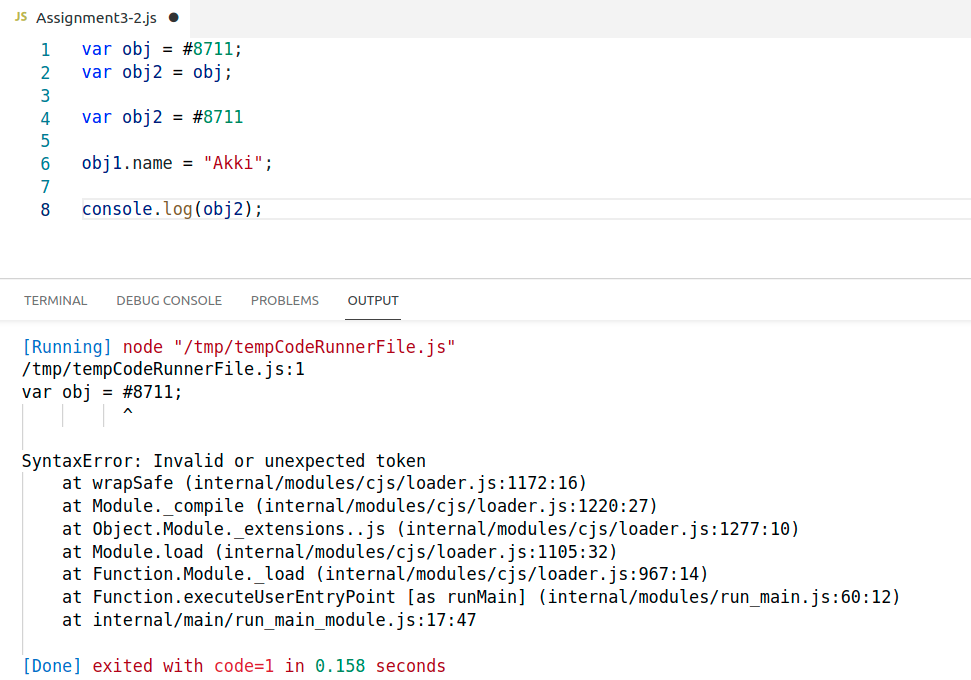 JS Assignment3-2.js ●
1 var obj = #8711;
2 var obj2 = obj;
3
4 var obj2 = #8711
5
6 obj1.name = "Akki";
7
8 console.log(obj2);
TERMINAL DEBUG CONSOLE PROBLEMS OUTPUT
[Running] node "/tmp/tempCodeRunnerFile.js"
/tmp/tempCodeRunnerFile.js:1
var obj = #8711;
          ^
SyntaxError: Invalid or unexpected token
    at wrapSafe (internal/modules/cjs/loader.js:1172:16)
    at Module._compile (internal/modules/cjs/loader.js:1220:27)
    at Object.Module._extensions..js (internal/modules/cjs/loader.js:1277:10)
    at Module.load (internal/modules/cjs/loader.js:1105:32)
    at Function.Module._load (internal/modules/cjs/loader.js:967:14)
    at Function.executeUserEntryPoint [as runMain] (internal/modules/run_main.js:60:12)
    at internal/main/run_main_module.js:17:47
[Done] exited with code=1 in 0.158 seconds